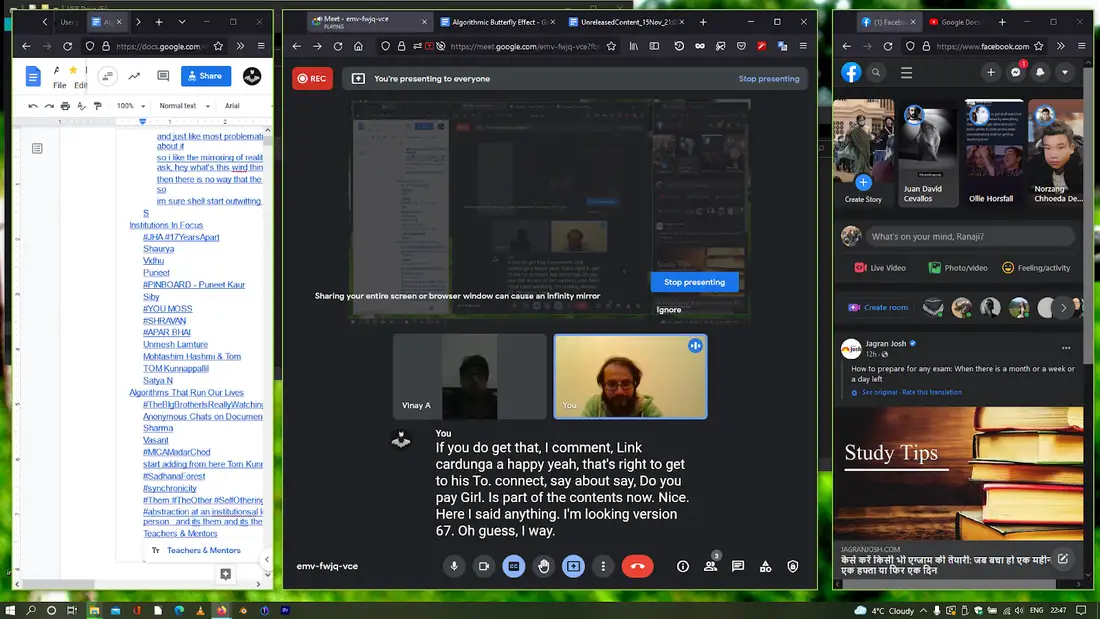 Meet - emv-fwjq-vce
PLAYING
Algorithmic Butterfly Effect - G
UnreleasedContent_15Nov_21
(1) Facebook
Google Docs
https://docs.google.com
https://meet.google.com/emv-fwjq-vce?
https://www.facebook.com
File
Edit
Share
100%
Normal text
Arial
and just like most problemati
about it
so i like the mirroring of realit
ask, hey what's this wird thin
then there is no way that the
so
im sure shell start outwitting
S
Institutions In Focus
#JHA #17YearsApart
Shaurya
Vidhu
Puneet
#PINBOARD - Puneet Kaur
Siby
#YOU MOSS
#SHRAVAN
#APAR BHAI
Unmesh Lamture
Mohtashim Hashmi & Tom
TOM Kunnappallil
Satya N
Algorithms That Run Our Lives
#TheBigBrotherIsReallyWatching
Anonymous Chats on Documen
Sharma
Vasant
#MICAMadarChod
start adding from here Tom Kunn
#SadhanaForest
#synchronicity
#Them #TheOther #SelfOthering
#abstraction at an institutionsal l
person and its them and its the
Teachers & Mentors
Tт Teachers & Mentors
REC
You're presenting to everyone
Stop presenting
Sharing your entire screen or browser window can cause an infinity mirror
Stop presenting
Ignore
Vinay A
You
You
If you do get that, I comment, Link
cardunga a happy yeah, that's right to get
to his To. connect, say about say, Do you
pay Girl. Is part of the contents now. Nice.
Here I said anything. I'm looking version
67. Oh guess, I way.
emv-fwjq-vce
3
1
Create Story
Juan David
Cevallos
Ollie Horsfall
Norzang
Chhoeda De...
What's on your mind, Ranaji?
Live Video
Photo/video
Feeling/activity
Create room
Jagran Josh
12h
How to prepare for any exam: When there is a month or a week or
a day left
See original · Rate this translation
Study Tips
JAGRANJOSH.COM
कैसे करें किसी भी एग्जाम की तैयारी: जब बचा हो एक महीन
एक हफ्ता या फिर एक दिन
4°C Cloudy
ENG
22:47